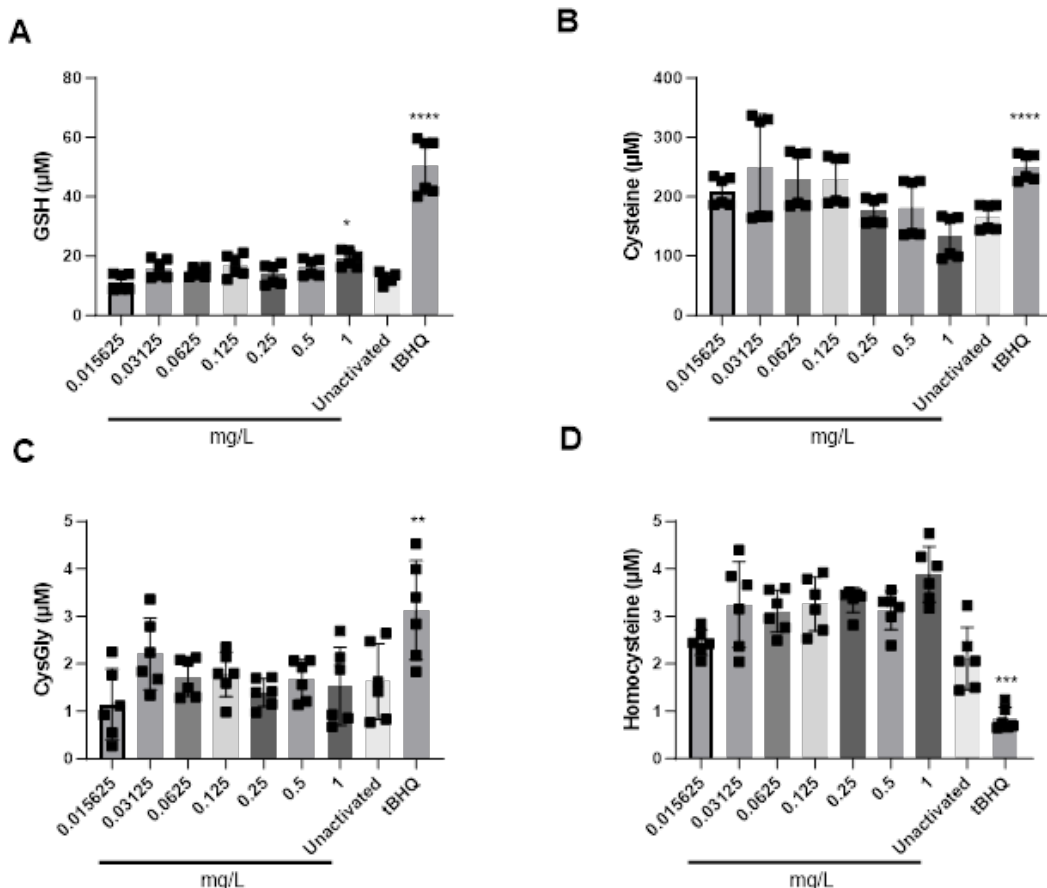 A
GSH (µM)
80
60
40
20
0
*
****
0.015625
0.03125
0.0625
0.125
0.25
0.5
1
Unactivated
tBHQ
mg/L
B
Cysteine (µM)
400
300
200
100
0
****
0.015625
0.03125
0.0625
0.125
0.25
0.5
1
Unactivated
tBHQ
mg/L
C
CysGly (µM)
5
4
3
2
1
0
**
0.015625
0.03125
0.0625
0.125
0.25
0.5
1
Unactivated
tBHQ
mg/L
D
Homocysteine (µM)
5
4
3
2
1
0
***
0.015625
0.03125
0.0625
0.125
0.25
0.5
1
Unactivated
tBHQ
mg/L